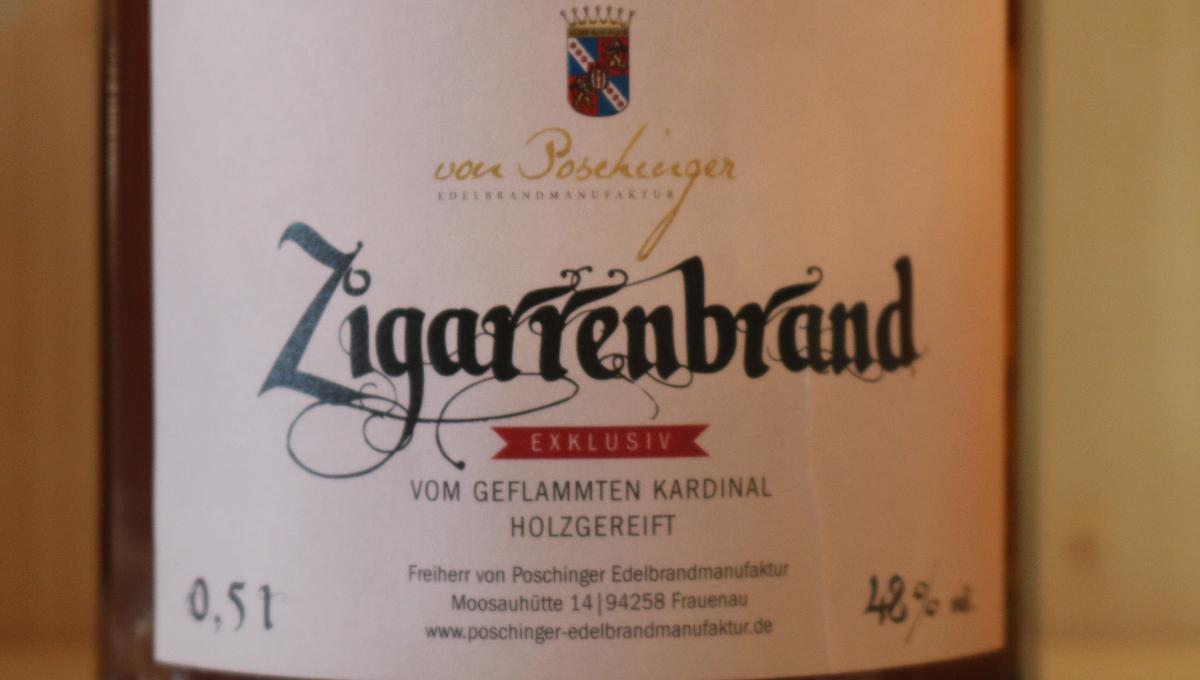 von Poschinger
EDELBRANDMANUFAKTUR
Zigarrenbrand
EXKLUSIV
VOM GEFLAMMTEN KARDINAL
HOLZGEREIFT
Freiherr von Poschinger Edelbrandmanufaktur
Moosauhütte 14|94258 Frauenau
www.poschinger-edelbrandmanufaktur.de
0,5 l
48%